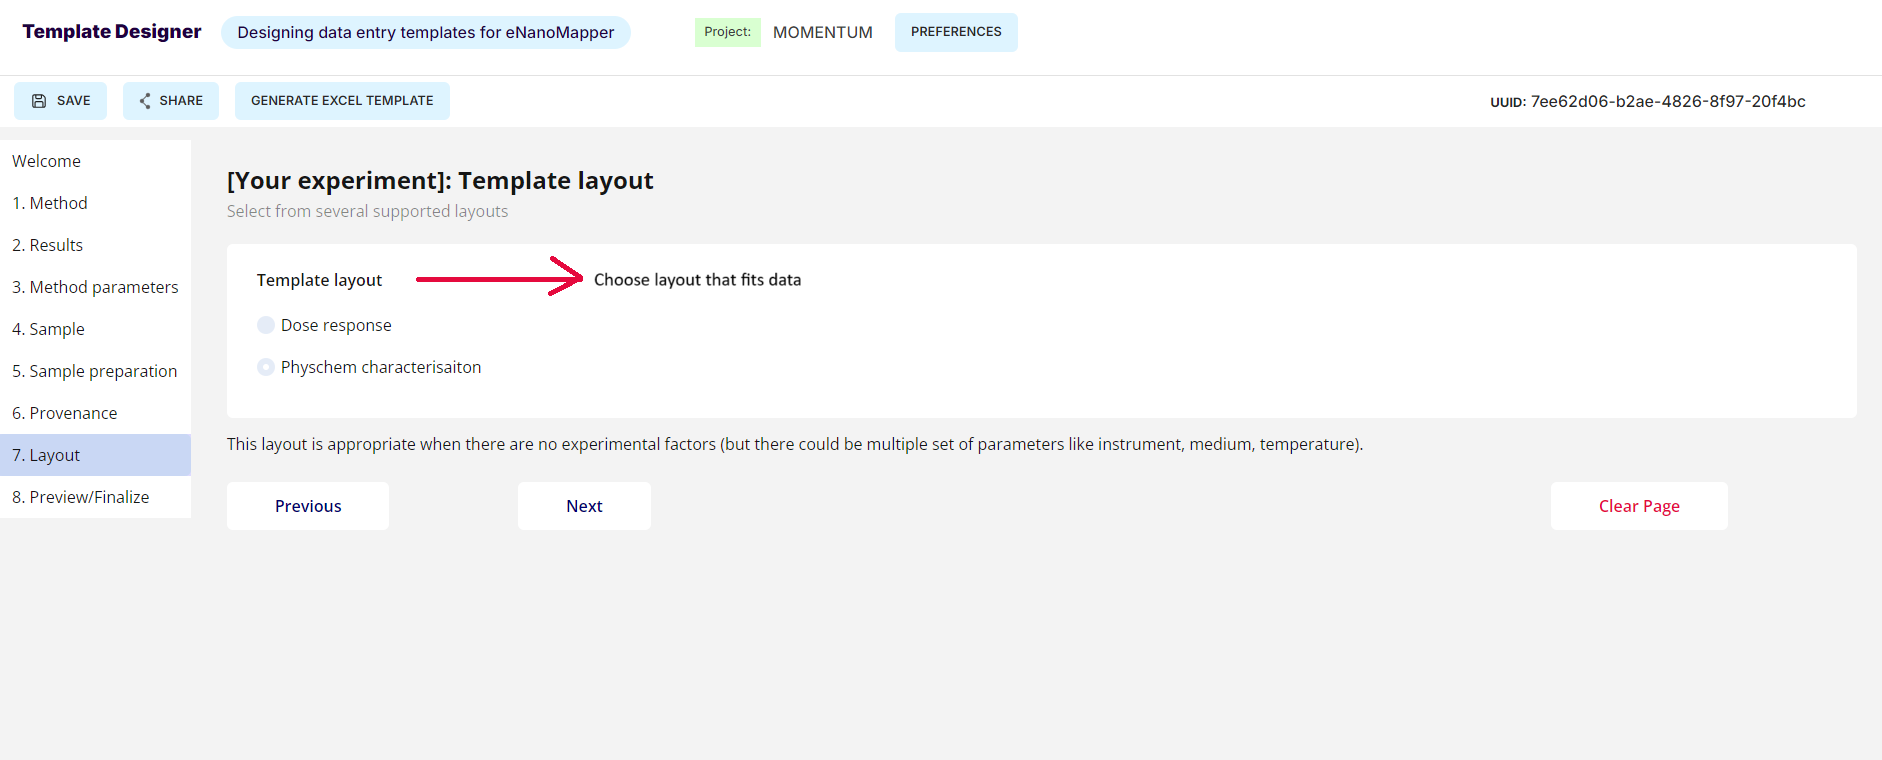 Template Designer
Designing data entry templates for eNanoMapper
Project:
MOMENTUM
PREFERENCES
SAVE
SHARE
GENERATE EXCEL TEMPLATE
UUID: 7ee62d06-b2ae-4826-8f97-20f4bc
Welcome
1. Method
2. Results
3. Method parameters
4. Sample
5. Sample preparation
6. Provenance
7. Layout
8. Preview/Finalize
[Your experiment]: Template layout
Select from several supported layouts
Template layout
Choose layout that fits data
Dose response
Physchem characterisaiton
This layout is appropriate when there are no experimental factors (but there could be multiple set of parameters like instrument, medium, temperature).
Previous
Next
Clear Page